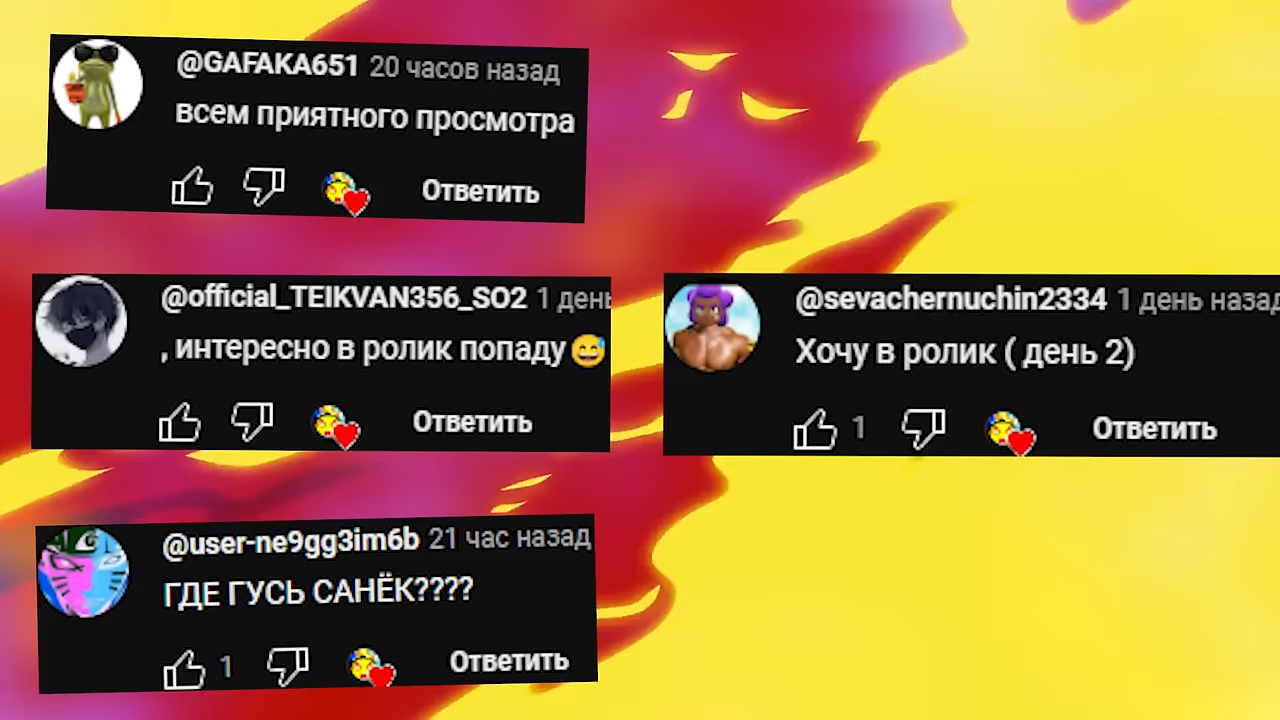 @GAFAKA651 20 часов назад
всем приятного просмотра
Ответить
@official_TEIKVAN356_SO2 1 день
, интересно в ролик попаду😅
Ответить
@sevachernuchin2334 1 день назад
Хочу в ролик ( день 2)
1 Ответить
@user-ne9gg3im6b 21 час назад
ГДЕ ГУСЬ САНЁК????
1 Ответить